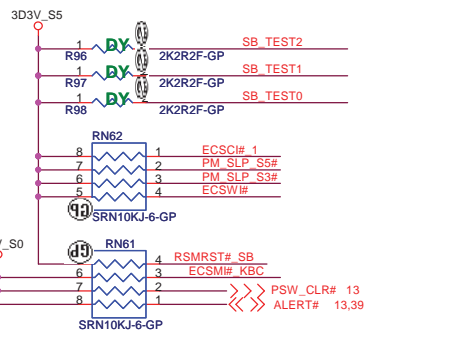 3D3V_S5
1 DY 2 SB_TEST2
R96 2K2R2F-GP
1 DY 2 SB_TEST1
R97 2K2R2F-GP
1 DY 2 SB_TEST0
R98 2K2R2F-GP
RN62
8 1 ECSCI#_1
7 2 PM_SLP_S5#
6 3 PM_SLP_S3#
5 4 ECSWI#
SRN10KJ-6-GP
V_S0
RN61
4 RSMRST#_SB
6 3 ECSMI#_KBC
7 2 PSW_CLR# 13
8 1 ALERT# 13,39
SRN10KJ-6-GP